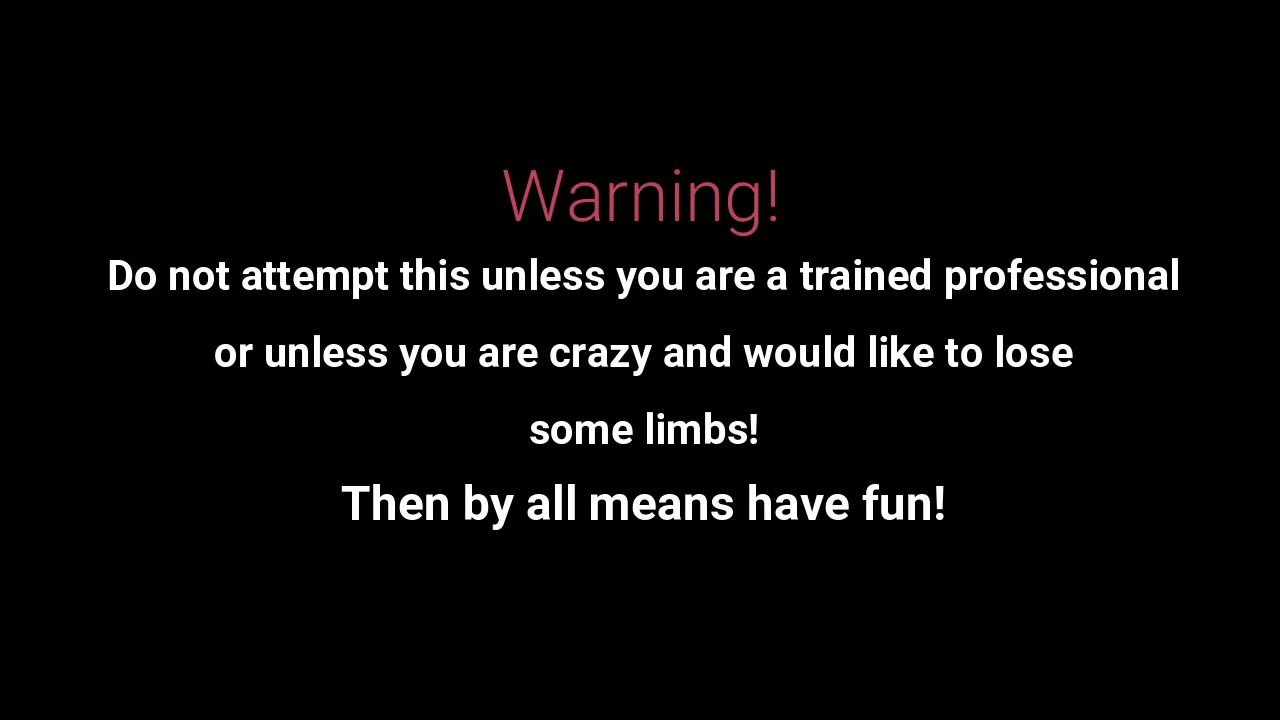 Warning!
Do not attempt this unless you are a trained professional
or unless you are crazy and would like to lose
some limbs!
Then by all means have fun!